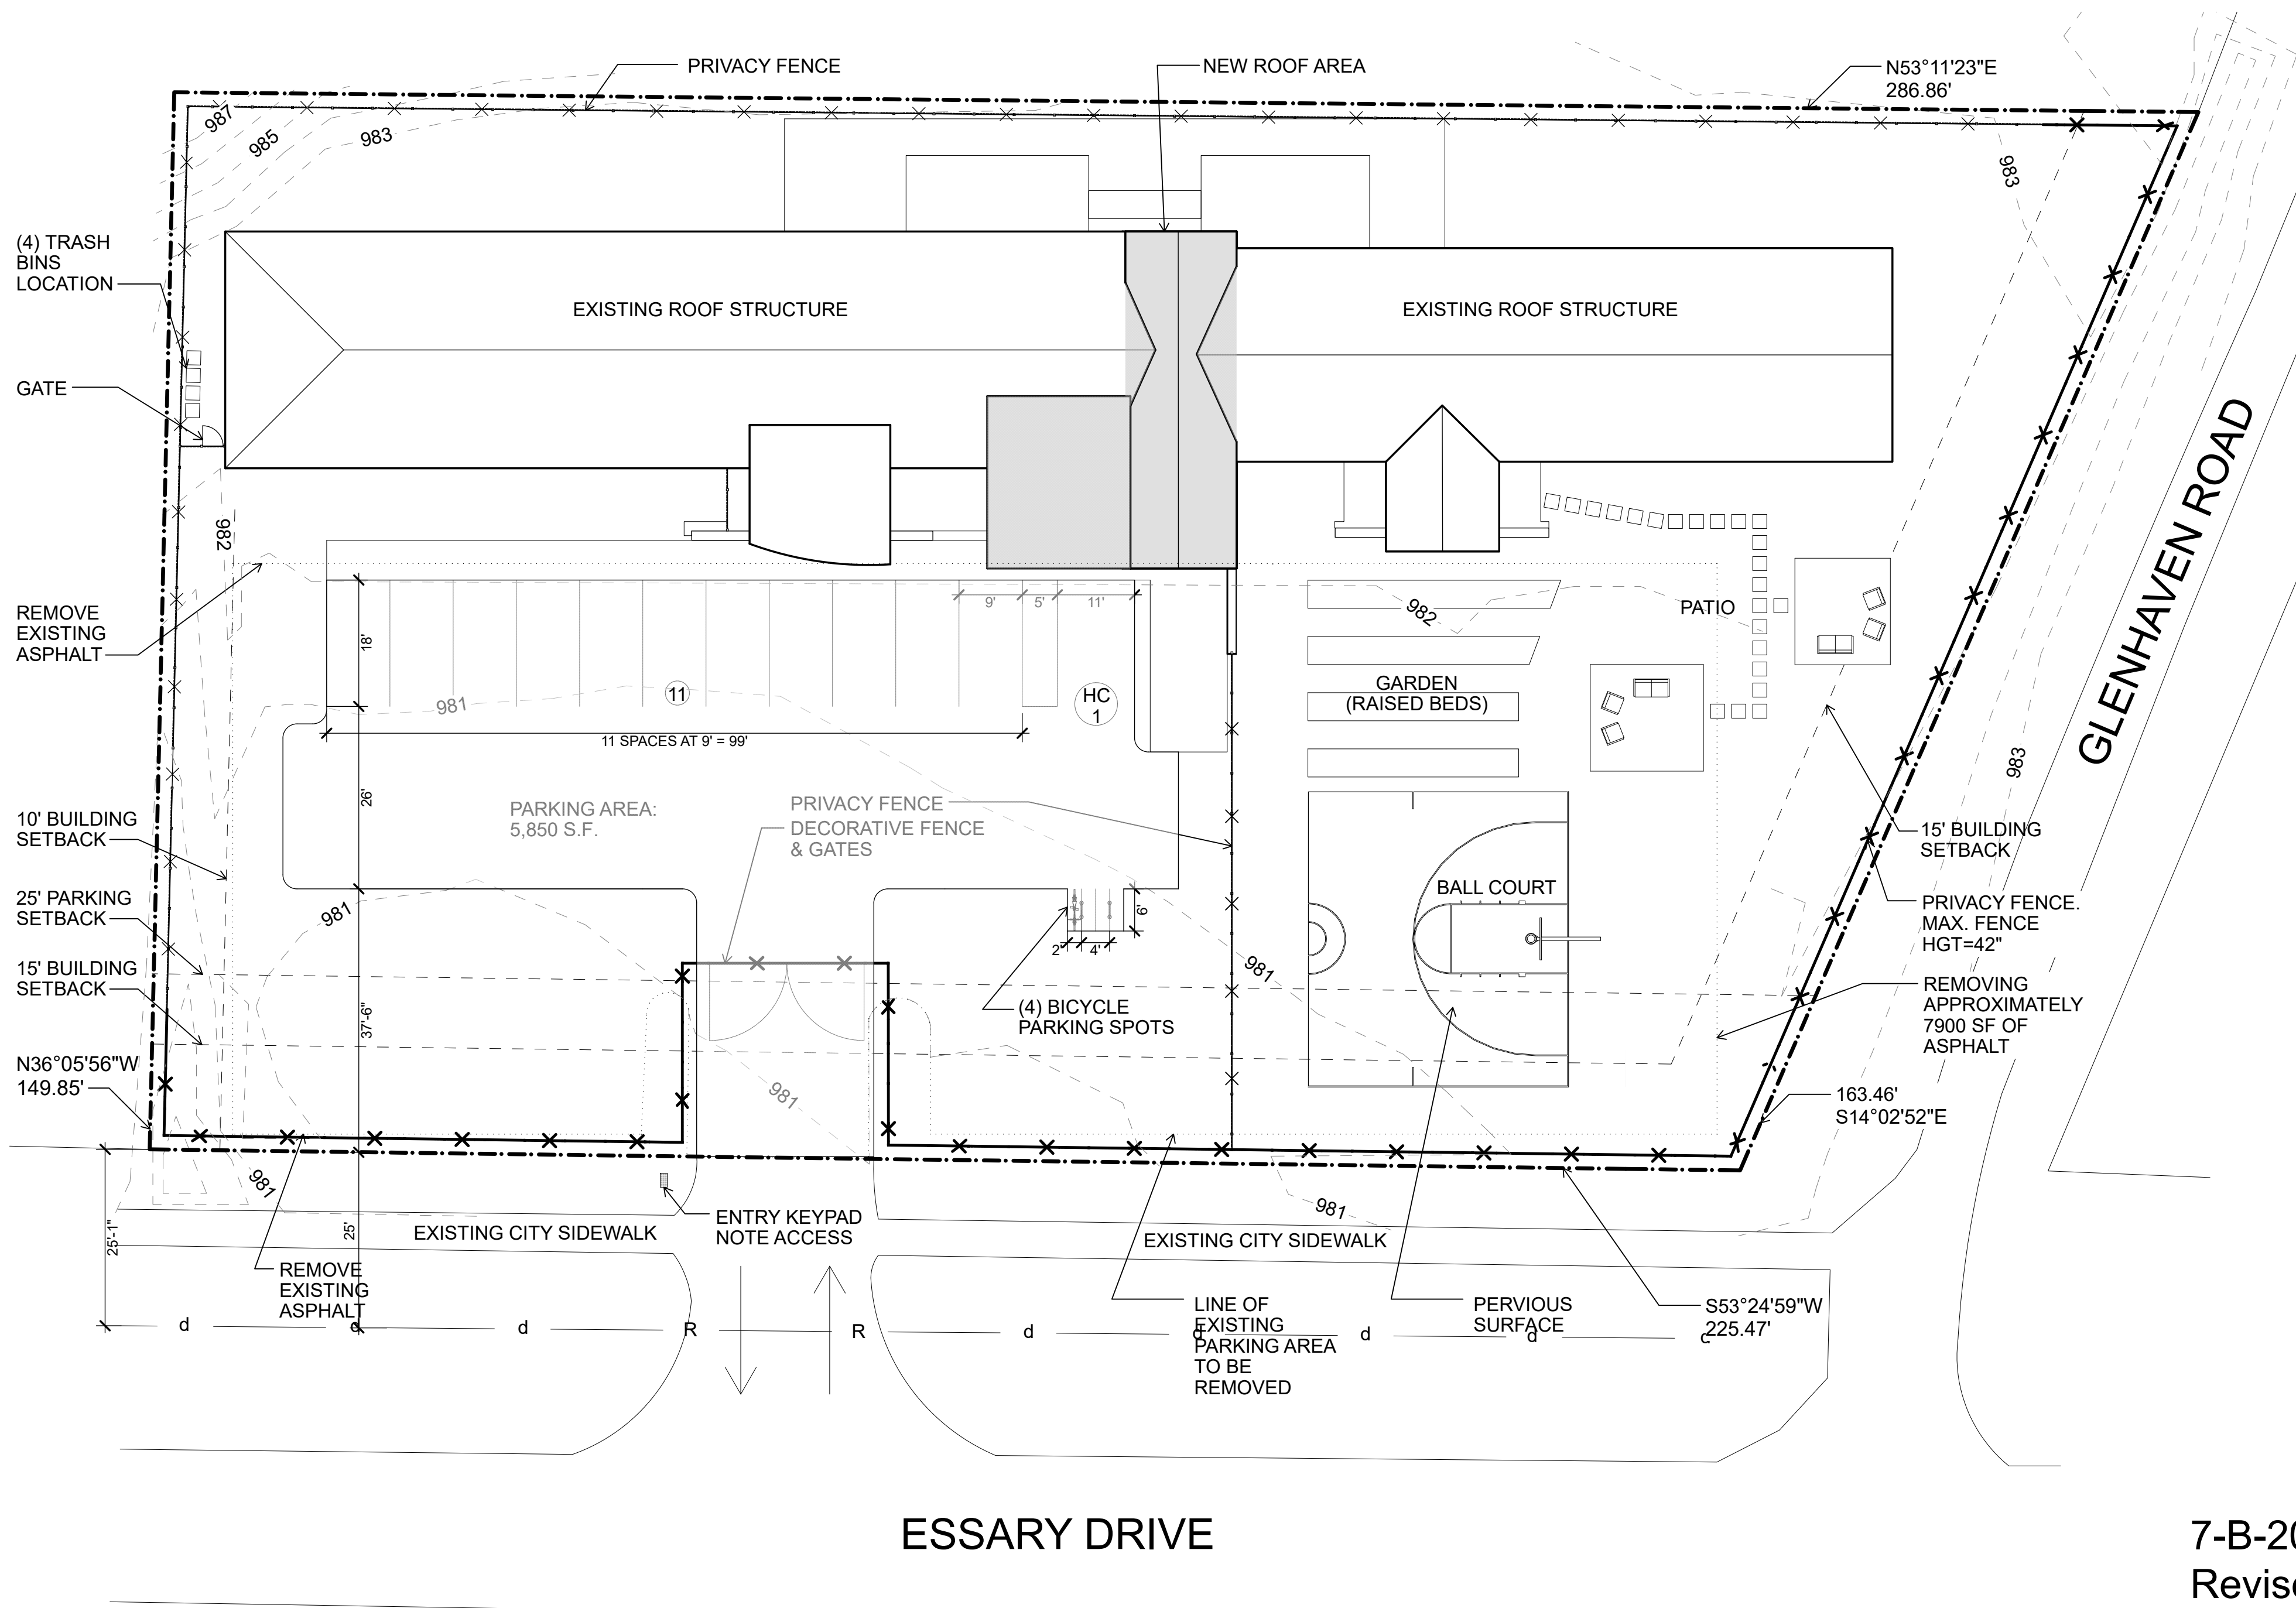 PRIVACY FENCE
NEW ROOF AREA
N53°11'23"E
286.86'
987
985
983
983
(4) TRASH
BINS
LOCATION
EXISTING ROOF STRUCTURE
EXISTING ROOF STRUCTURE
GATE
GLENHAVEN ROAD
982
REMOVE
EXISTING
ASPHALT
9'
5'
11'
982
PATIO
18'
981
11
HC
1
GARDEN
(RAISED BEDS)
11 SPACES AT 9' = 99'
983
26'
PARKING AREA:
5,850 S.F.
PRIVACY FENCE
DECORATIVE FENCE
& GATES
10' BUILDING
SETBACK
15' BUILDING
SETBACK
25' PARKING
SETBACK
981
BALL COURT
PRIVACY FENCE.
MAX. FENCE
HGT=42"
6'
2'
4'
981
15' BUILDING
SETBACK
(4) BICYCLE
PARKING SPOTS
REMOVING
APPROXIMATELY
7900 SF OF
ASPHALT
37'-6"
N36°05'56"W
149.85'
981
163.46'
S14°02'52"E
981
981
25'-1"
25'
EXISTING CITY SIDEWALK
ENTRY KEYPAD
NOTE ACCESS
EXISTING CITY SIDEWALK
REMOVE
EXISTING
ASPHALT
LINE OF
EXISTING
PARKING AREA
TO BE
REMOVED
PERVIOUS
SURFACE
S53°24'59"W
225.47'
d d d R R d d d d
ESSARY DRIVE
7-B-20